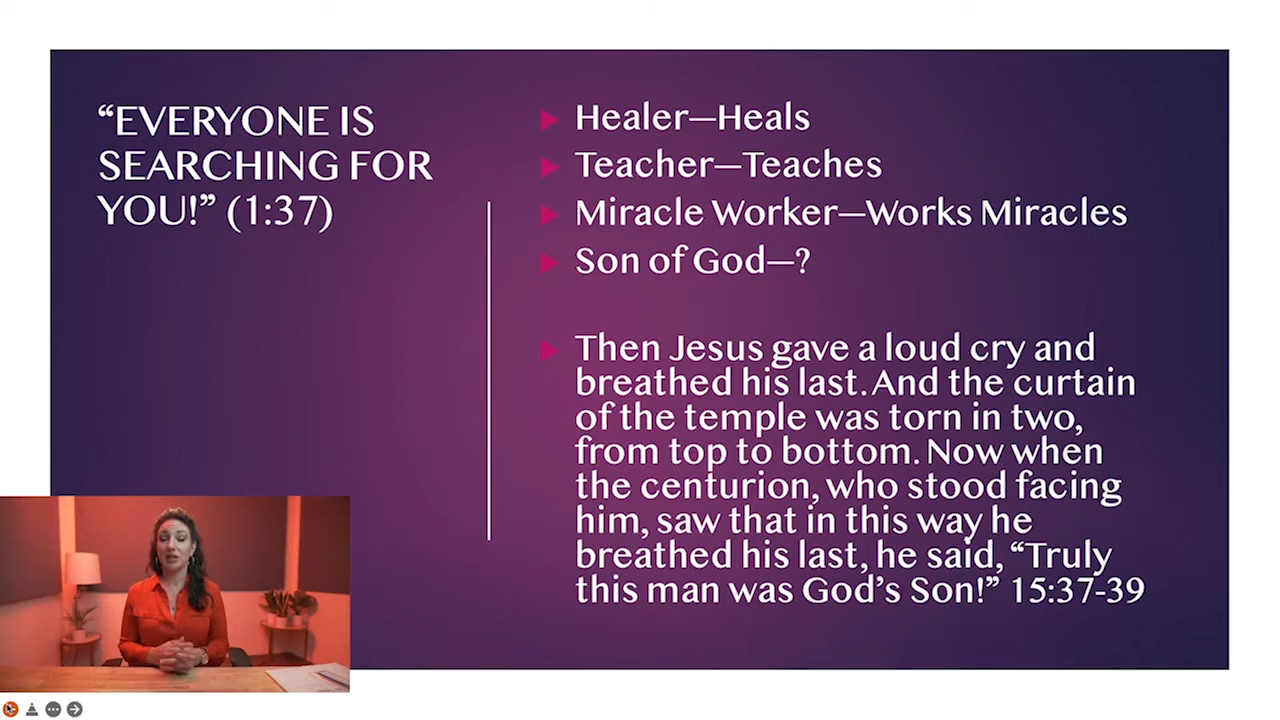 “EVERYONE IS
SEARCHING FOR
YOU!” (1:37)
Healer—Heals
Teacher—Teaches
Miracle Worker—Works Miracles
Son of God—?
Then Jesus gave a loud cry and
breathed his last. And the curtain
of the temple was torn in two,
from top to bottom. Now when
the centurion, who stood facing
him, saw that in this way he
breathed his last, he said, “Truly
this man was God’s Son!” 15:37-39